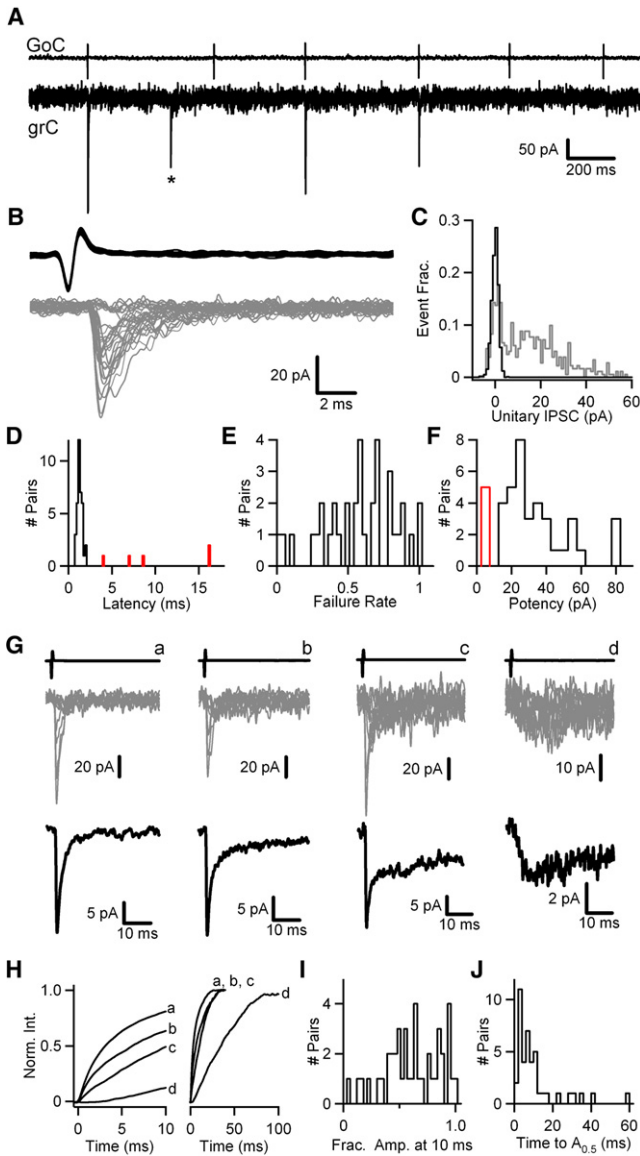 A
GoC
grC
*
50 pA
200 ms
B
20 pA
2 ms
C
0.3
0.2
0.1
0
Event Frac.
0 20 40 60
Unitary IPSC (pA)
D
10
5
0
# Pairs
0 5 10 15
Latency (ms)
E
4
3
2
1
0
# Pairs
0.5 1
Failure Rate
F
8
6
4
2
0
# Pairs
0 20 40 60 80
Potency (pA)
G
a
b
c
d
20 pA
20 pA
20 pA
10 pA
5 pA
10 ms
5 pA
10 ms
5 pA
10 ms
2 pA
10 ms
H
1.0
0.5
0
Norm. Int.
a
b
c
d
0 5 10
Time (ms)
a, b, c
d
0 50 100
Time (ms)
I
4
2
0
# Pairs
0 1.0
Frac. Amp. at 10 ms
J
10
5
0
# Pairs
0 20 40 60
Time to A0.5 (ms)